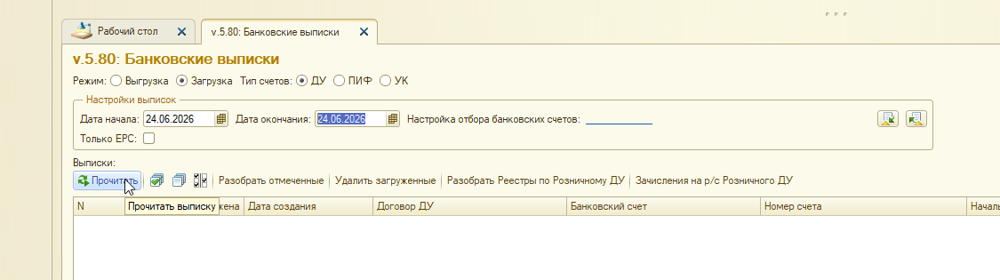 Рабочий стол v.5.80: Банковские выписки
v.5.80: Банковские выписки
Режим: Выгрузка Загрузка Тип счетов: ДУ ПИФ УК
Настройки выписок
Дата начала: 24.06.2026 Дата окончания: 24.06.2026 Настройка отбора банковских счетов:
Только ЕРС:
Выписки:
Прочитать Разобрать отмеченные Удалить загруженные Разобрать Реестры по Розничному ДУ Зачисления на р/с Розничного ДУ
N Прочитать выписку жена Дата создания Договор ДУ Банковский счет Номер счета Началь